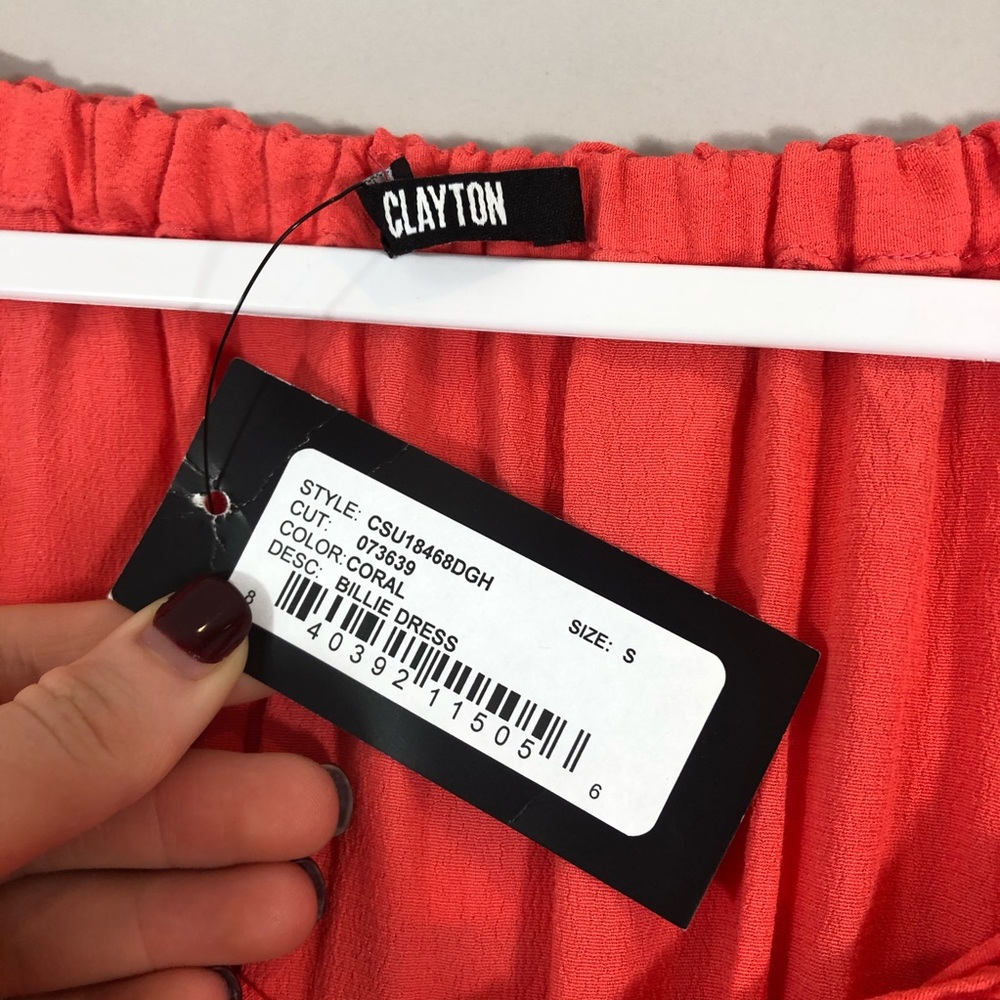 CLAYTON
STYLE: CSU18468DGH
CUT: 073639
COLOR: CORAL
DESC: BILLIE DRESS
SIZE: S
8 40392 11505 6